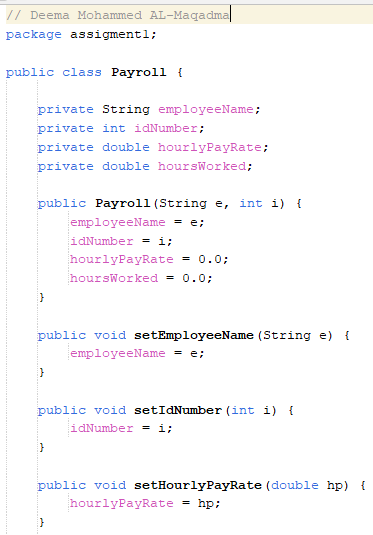 // Deema Mohammed AL-Maqadma
package assigment1;
public class Payroll {
private String employeeName;
private int idNumber;
private double hourlyPayRate;
private double hoursWorked;
public Payroll(String e, int i) {
employeeName = e;
idNumber = i;
hourlyPayRate = 0.0;
hoursWorked = 0.0;
}
public void setEmployeeName(String e) {
employeeName = e;
}
public void setIdNumber(int i) {
idNumber = i;
}
public void setHourlyPayRate(double hp) {
hourlyPayRate = hp;
}